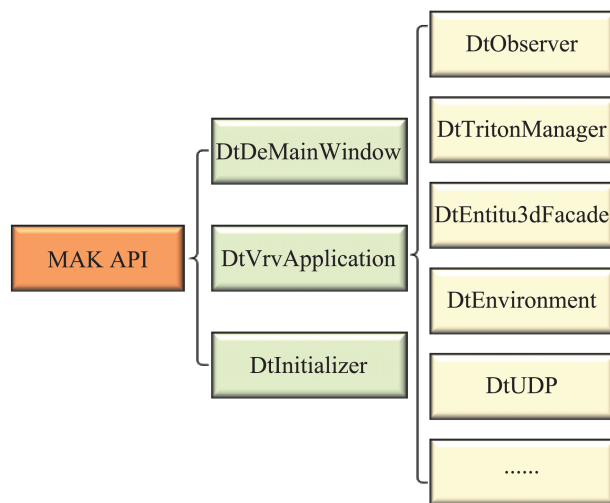 MAK API
DtDeMainWindow
DtVrvApplication
DtInitializer
DtObserver
DtTritonManager
DtEntitu3dFacade
DtEnvironment
DtUDP
......